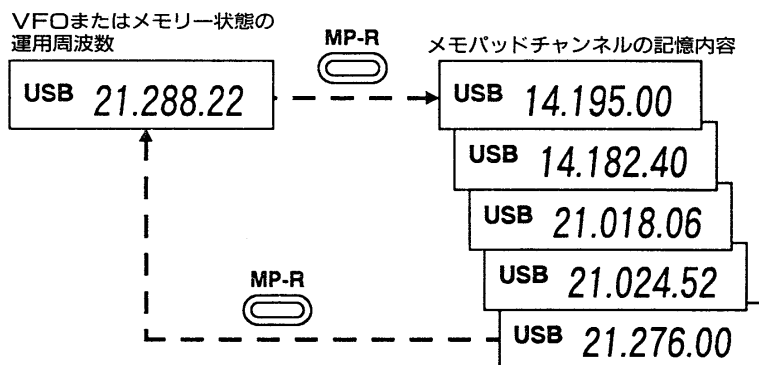 VFOまたはメモリー状態の
運用周波数
MP-R
メモパッドチャンネルの記憶内容
USB 21.288.22
USB 14.195.00
USB 14.182.40
USB 21.018.06
USB 21.024.52
MP-R
USB 21.276.00